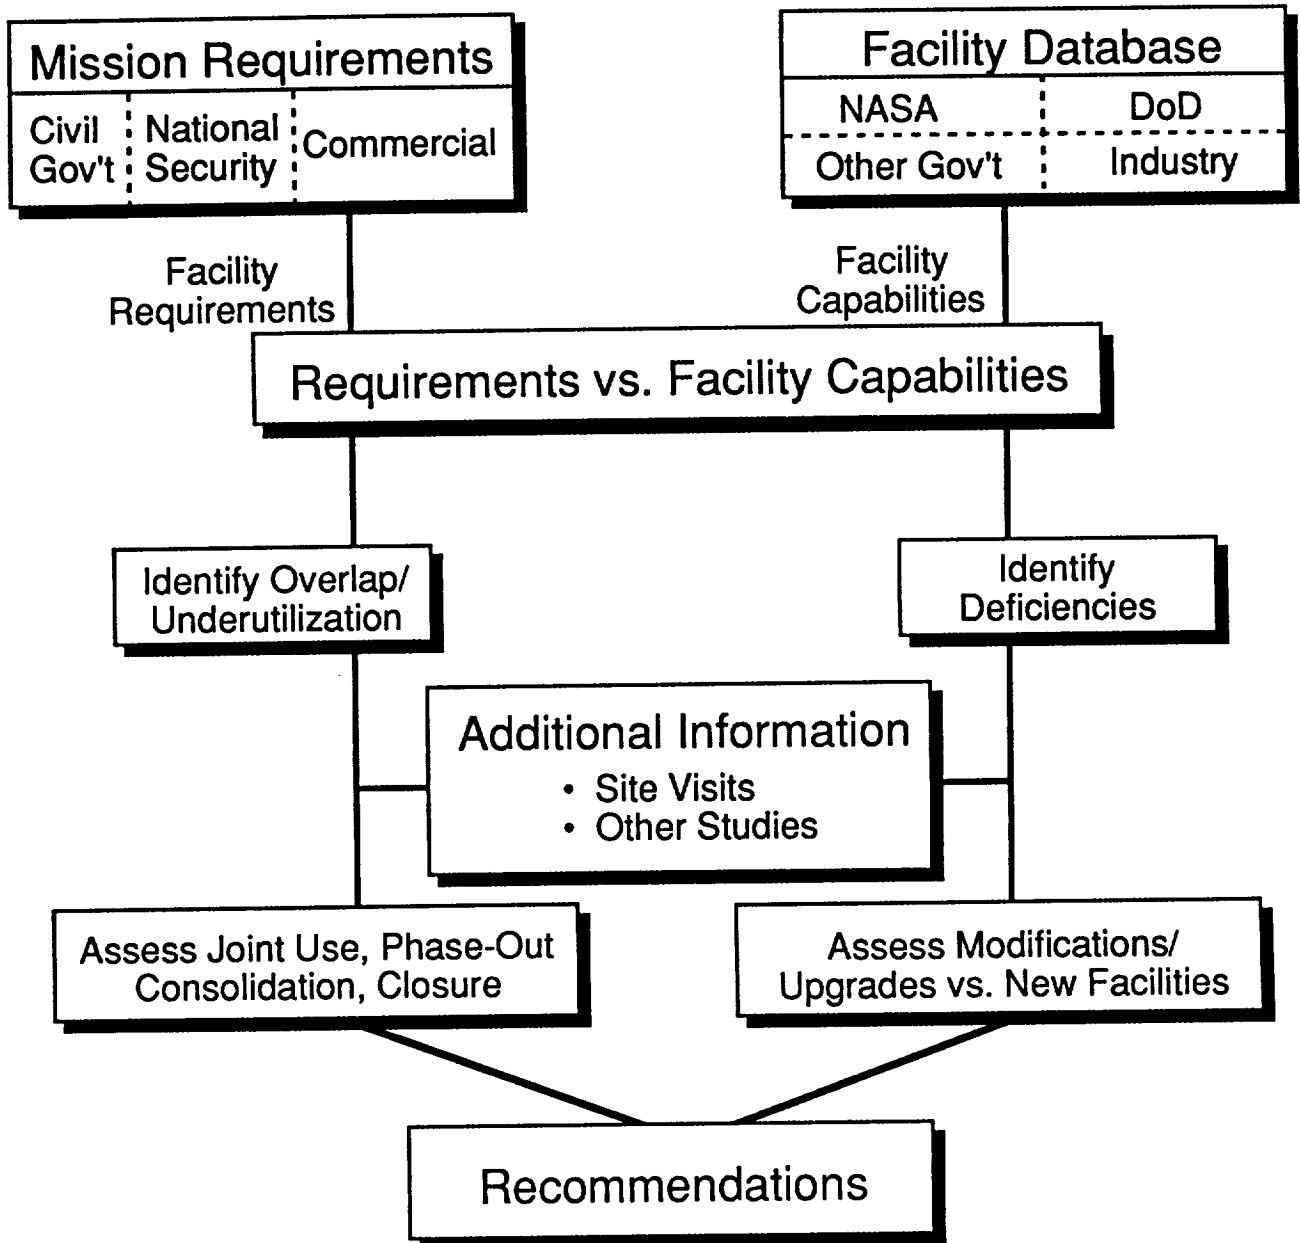 Mission Requirements
Civil
Gov't
National
Security
Commercial
Facility Database
NASA
DoD
Other Gov't
Industry
Facility
Requirements
Facility
Capabilities
Requirements vs. Facility Capabilities
Identify Overlap/
Underutilization
Identify
Deficiencies
Additional Information
• Site Visits
• Other Studies
Assess Joint Use, Phase-Out
Consolidation, Closure
Assess Modifications/
Upgrades vs. New Facilities
Recommendations